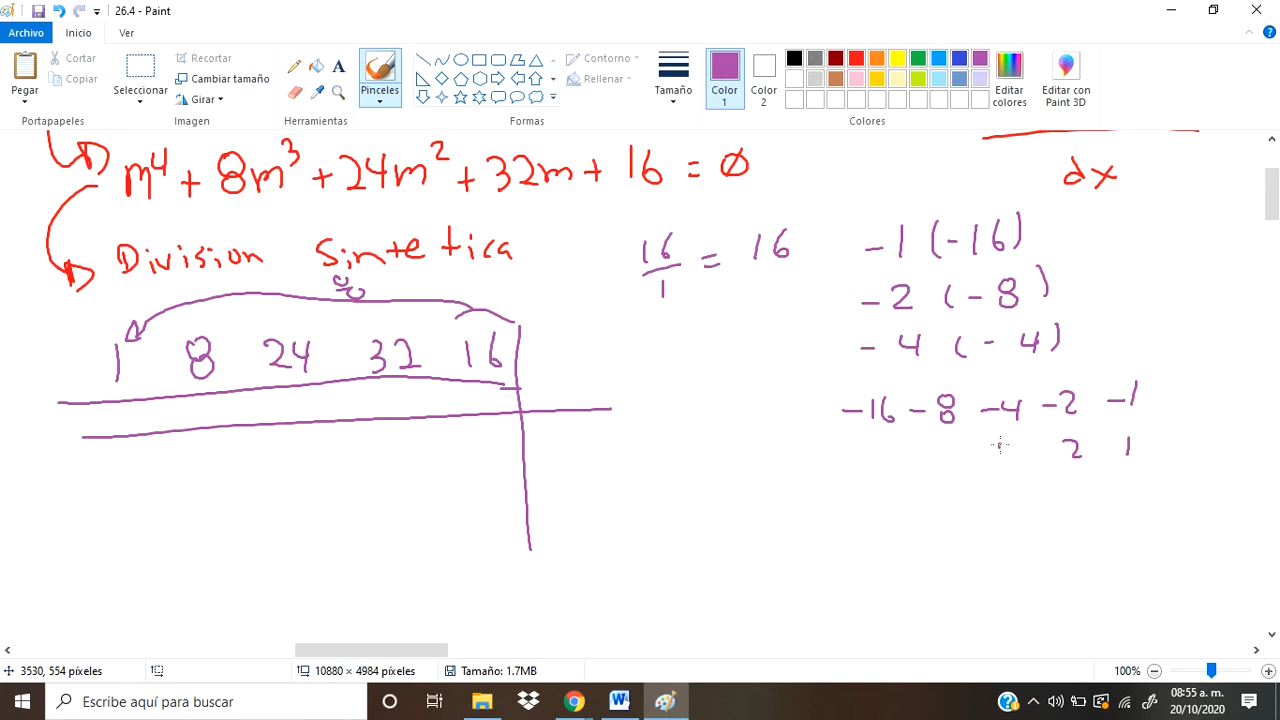 26.4 - Paint
Archivo Inicio Ver
Pegar Cortar Copiar
Portapapeles
Seleccionar Recortar Cambiar tamaño Girar
Imagen
A
Herramientas
Pinceles
Contorno Rellenar
Formas
Tamaño
Color 1 Color 2 Editar colores Editar con Paint 3D
Colores
m⁴ + 8m³ + 24m² + 32m + 16 = ∅
dx
Division Sintetica
16/1 = 16
-1 (-16)
-2 (-8)
-4 (-4)
1 8 24 32 16
-16 -8 -4 -2 -1
2 1
3530, 554 píxeles 10880 × 4984 píxeles Tamaño: 1.7MB 100%
Escribe aquí para buscar
08:55 a. m.
20/10/2020